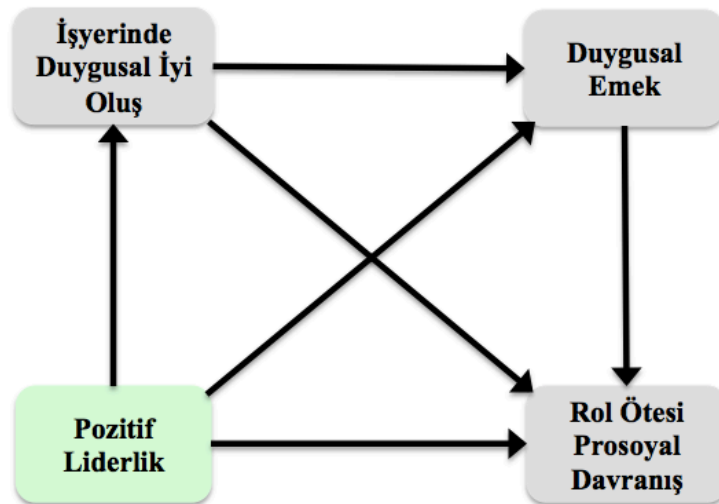 İşyerinde
Duygusal İyi
Oluş
Duygusal
Emek
Pozitif
Liderlik
Rol Ötesi
Prosoyal
Davranış